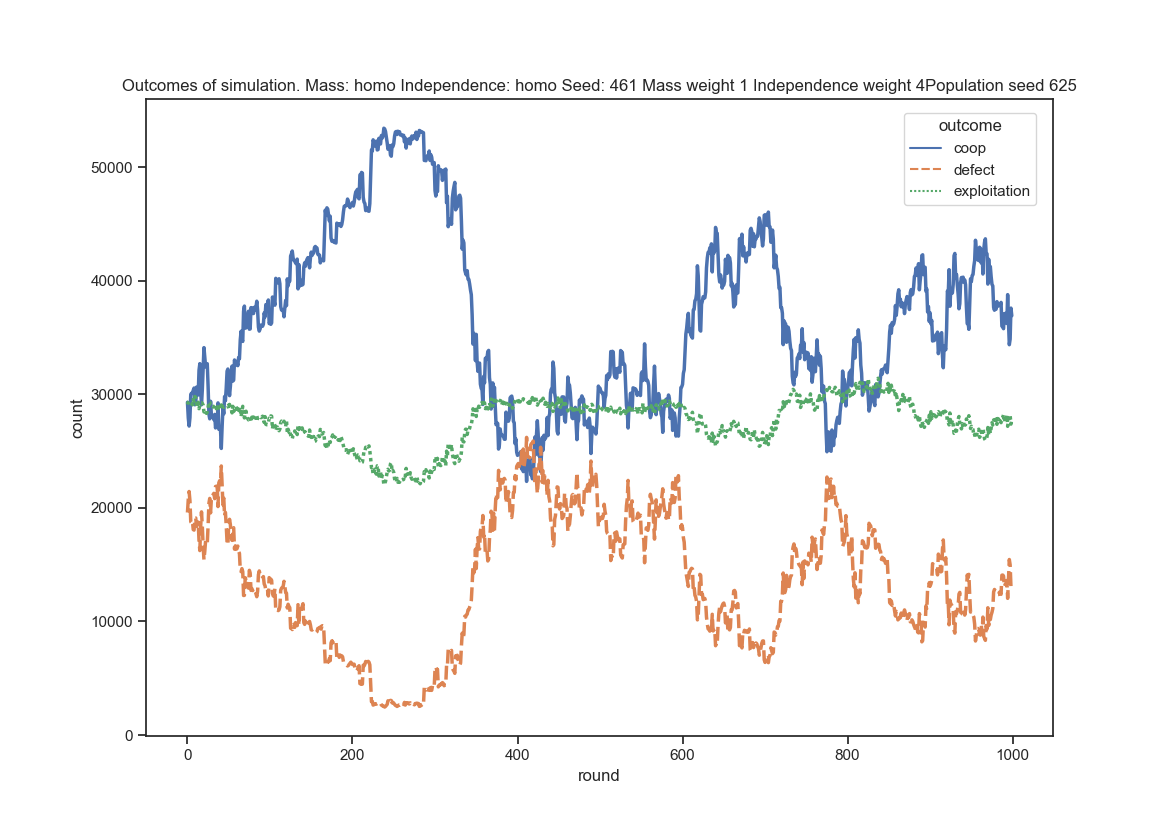 Outcomes of simulation. Mass: homo Independence: homo Seed: 461 Mass weight 1 Independence weight 4Population seed 625
outcome
coop
defect
exploitation
count
50000
40000
30000
20000
10000
0
0 200 400 600 800 1000
round